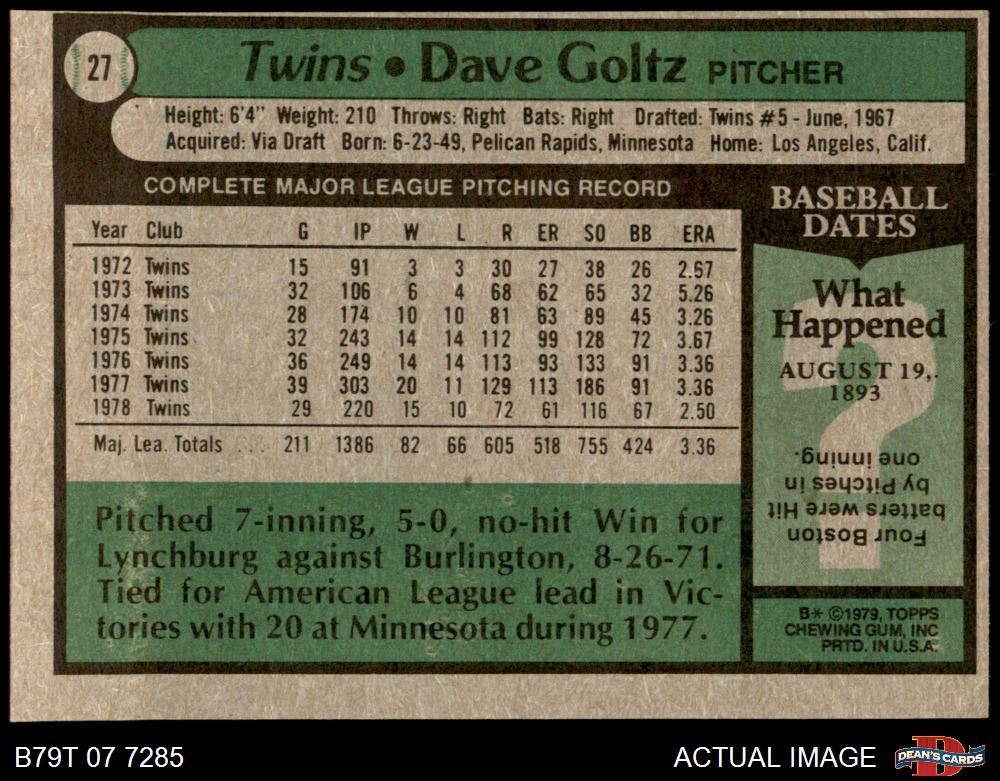 27
Twins • Dave Goltz PITCHER
Height: 6'4" Weight: 210 Throws: Right Bats: Right Drafted: Twins #5 - June, 1967
Acquired: Via Draft Born: 6-23-49, Pelican Rapids, Minnesota Home: Los Angeles, Calif.
COMPLETE MAJOR LEAGUE PITCHING RECORD
Year Club G IP W L R ER SO BB ERA
1972 Twins 15 91 3 3 30 27 38 26 2.67
1973 Twins 32 106 6 4 68 62 65 32 5.26
1974 Twins 28 174 10 10 81 63 89 45 3.26
1975 Twins 32 243 14 14 112 99 128 72 3.67
1976 Twins 36 249 14 14 113 93 133 91 3.36
1977 Twins 39 303 20 11 129 113 186 91 3.36
1978 Twins 29 220 15 10 72 61 116 67 2.50
Maj. Lea. Totals . . . 211 1386 82 66 605 518 755 424 3.36
Pitched 7-inning, 5-0, no-hit Win for
Lynchburg against Burlington, 8-26-71.
Tied for American League lead in Vic-
tories with 20 at Minnesota during 1977.
BASEBALL
DATES
What
Happened
AUGUST 19,.
1893
?
Four Boston
batters were Hit
by Pitches in
one inning.
B* ©1979, TOPPS
CHEWING GUM, INC
PRTD. IN U.S.A.
B79T 07 7285
ACTUAL IMAGE
D
DEAN'S CARDS